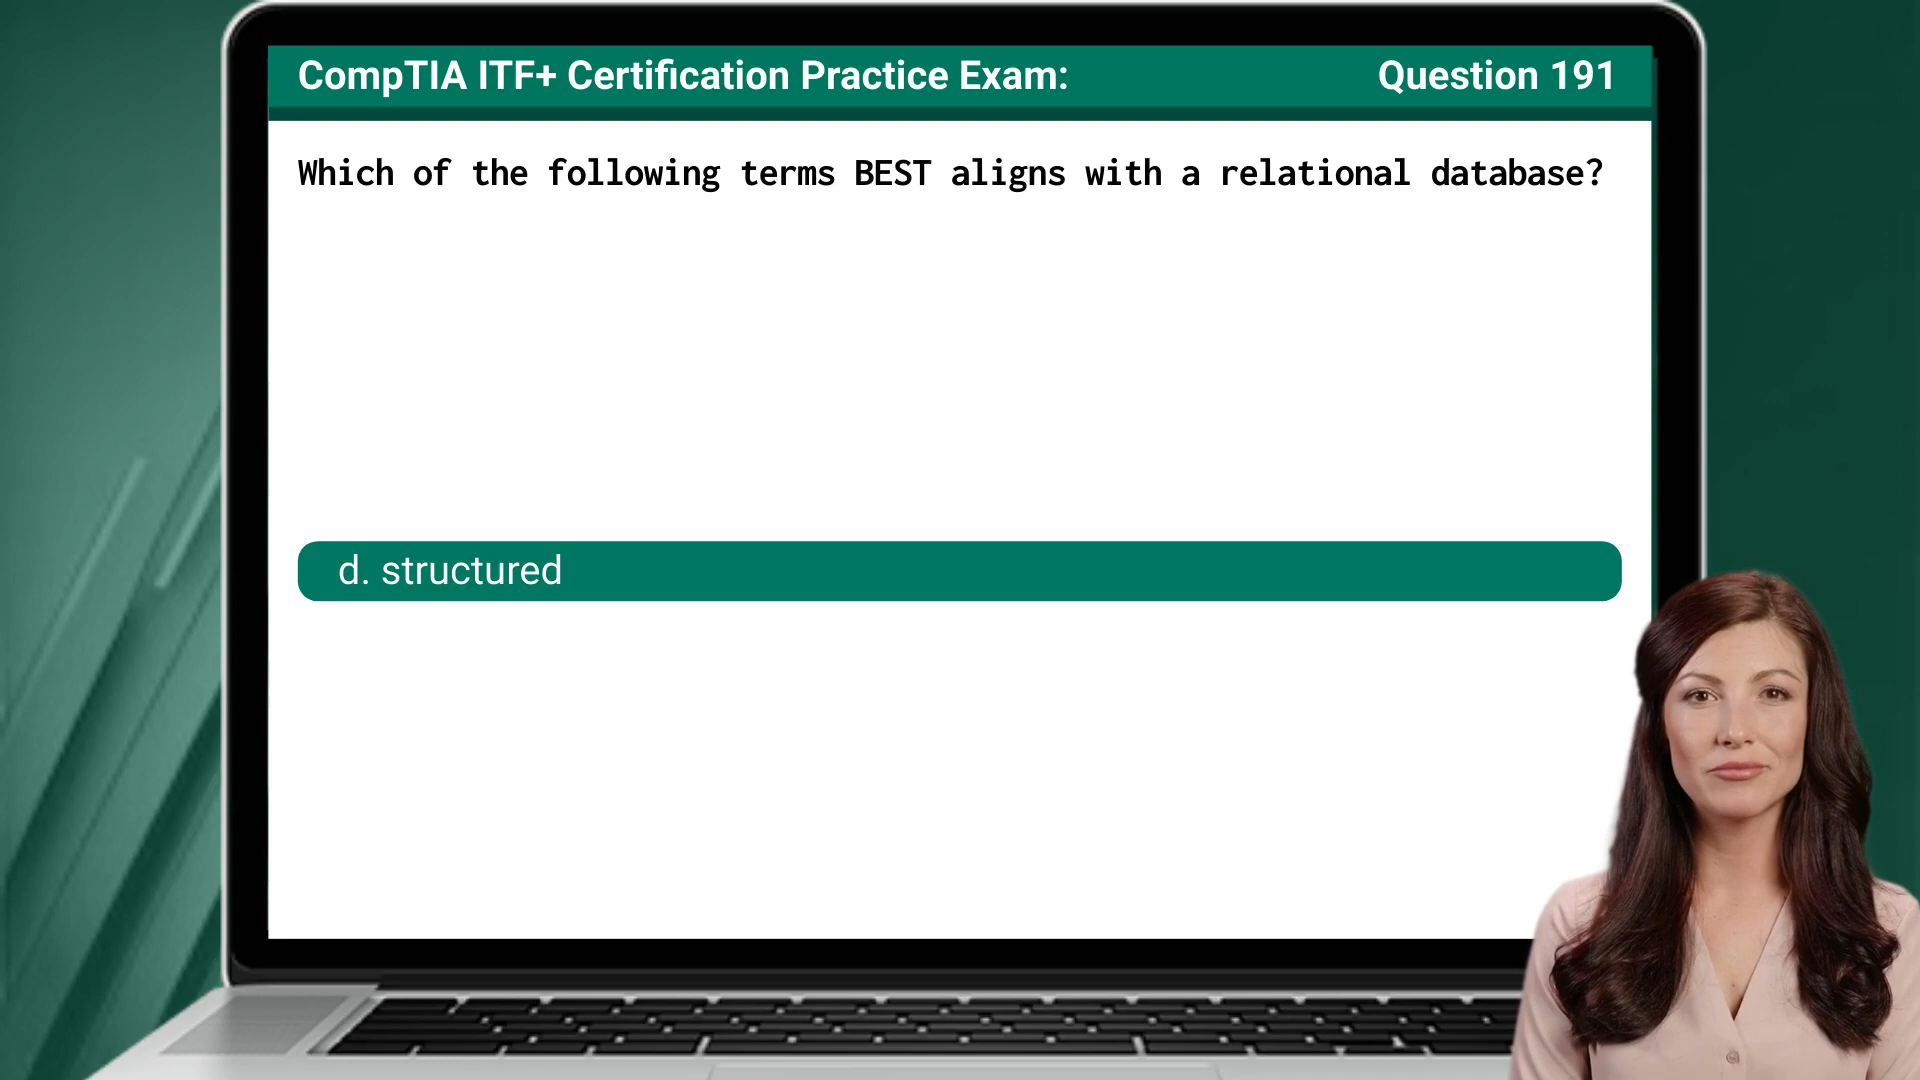 CompTIA ITF+ Certification Practice Exam:
Question 191
Which of the following terms BEST aligns with a relational database?
d. structured